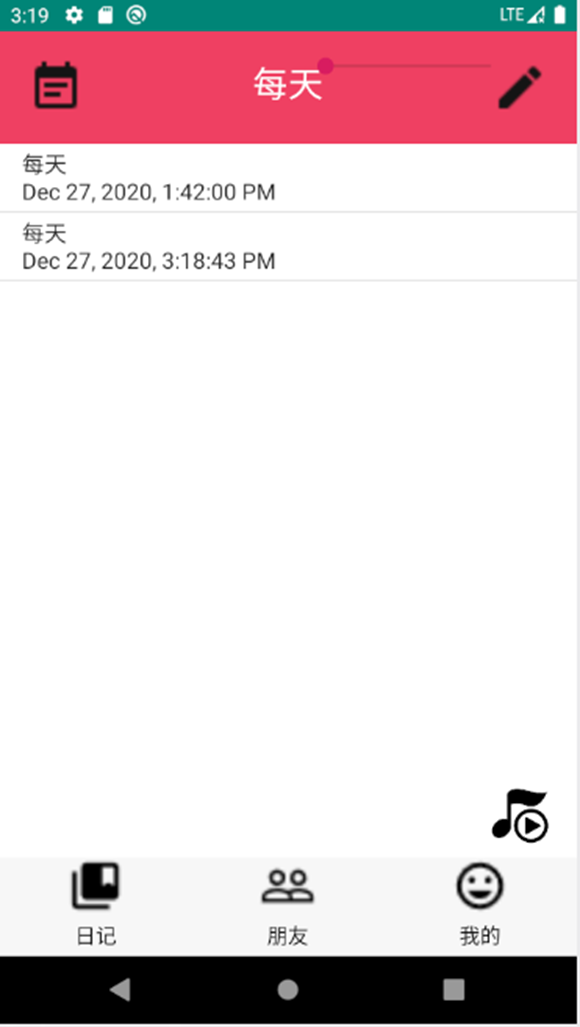 3:19 LTE
每天
每天
Dec 27, 2020, 1:42:00 PM
每天
Dec 27, 2020, 3:18:43 PM
日记 朋友 我的